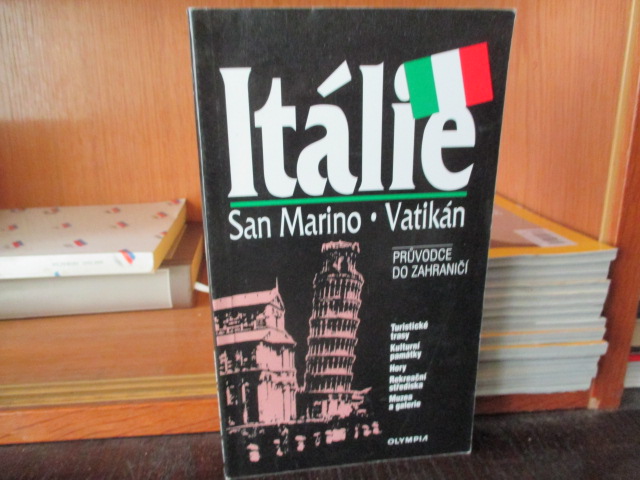 Itálie
San Marino • Vatikán
PRŮVODCE
DO ZAHRANIČÍ
Turistické
trasy
Kulturní
památky
Hory
Rekreační
střediska
Muzea
a galerie
OLYMPIA